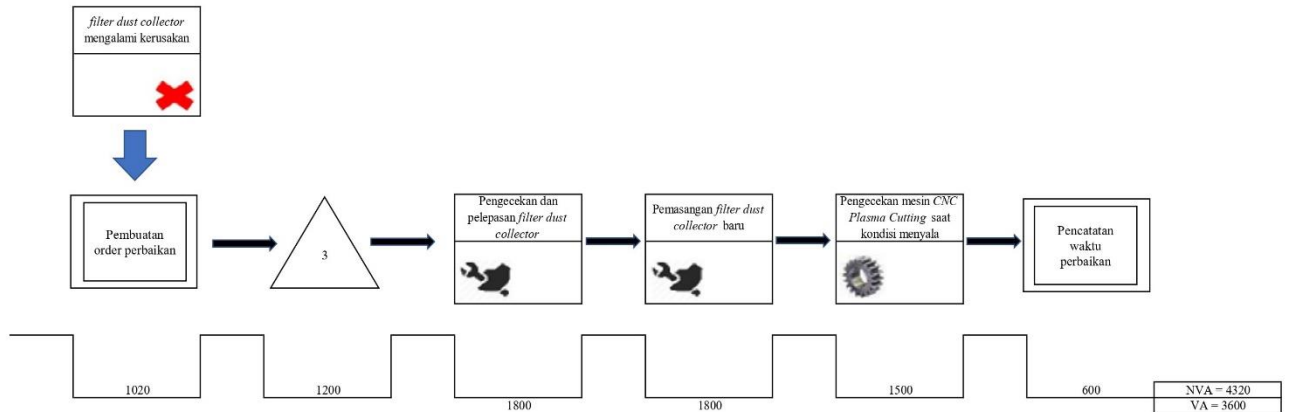 filter dust collector
mengalami kerusakan
Pembuatan
order perbaikan
3
Pengecekan dan
pelepasan filter dust
collector
Pemasangan filter dust
collector baru
Pengecekan mesin CNC
Plasma Cutting saat
kondisi menyala
Pencatatan
waktu
perbaikan
1020
1200
1800
1800
1500
600
NVA = 4320
VA = 3600